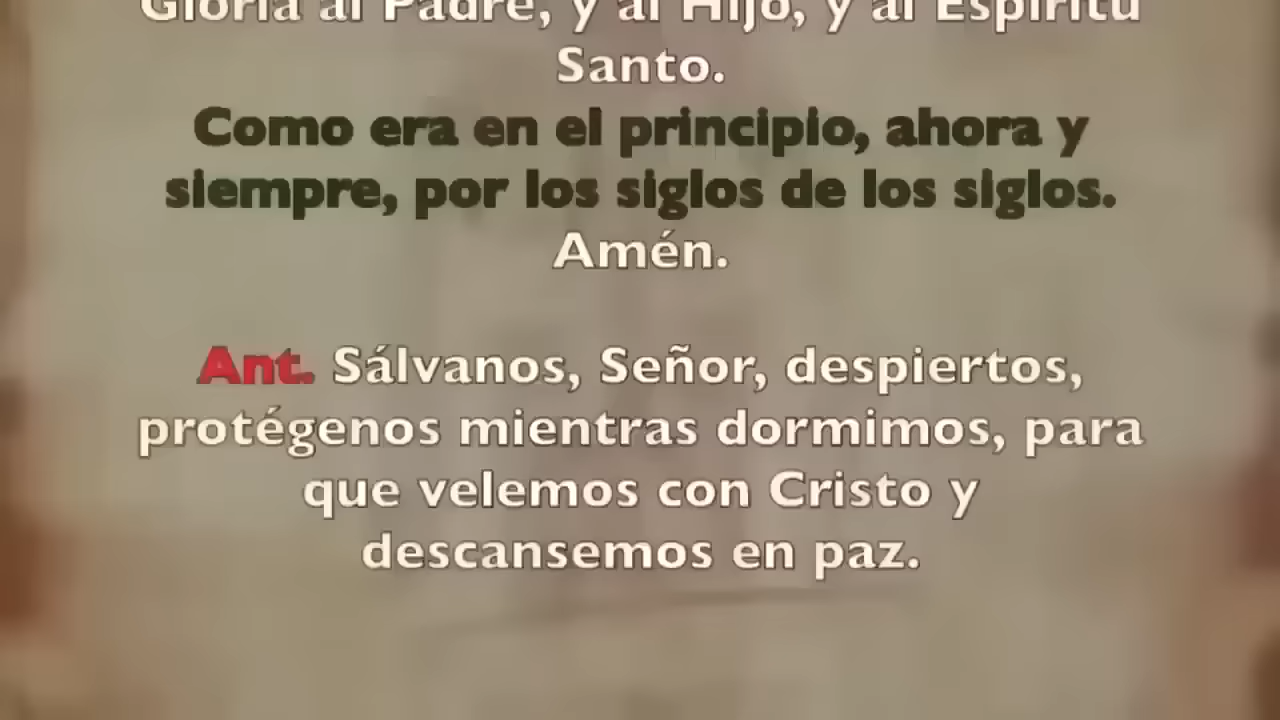 Gloria al Padre, y al Hijo, y al Espíritu
Santo.
Como era en el principio, ahora y
siempre, por los siglos de los siglos.
Amén.
Ant. Sálvanos, Señor, despiertos,
protégenos mientras dormimos, para
que velemos con Cristo y
descansemos en paz.